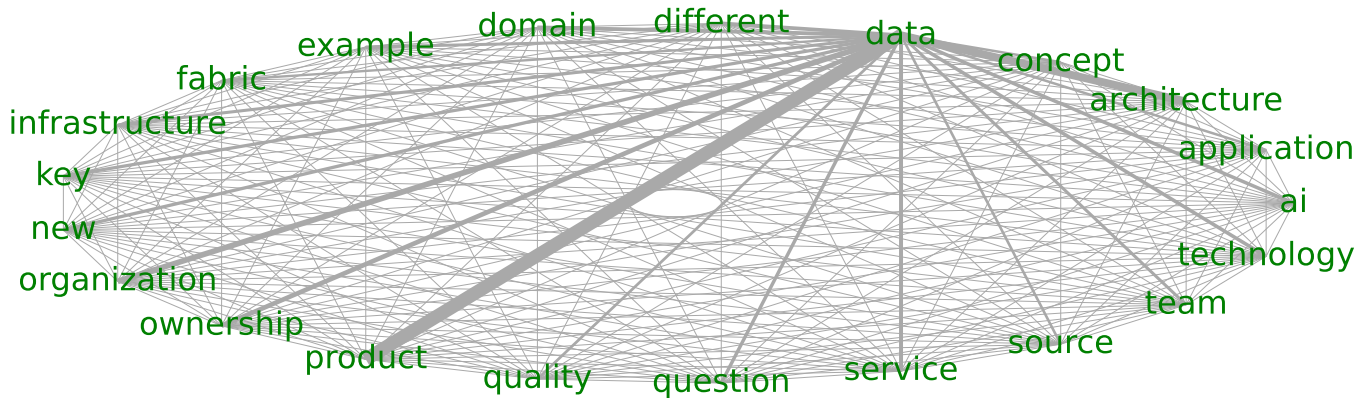 different
domain
data
example
concept
fabric
architecture
infrastructure
application
key
ai
new
technology
organization
team
ownership
source
product
service
quality
question